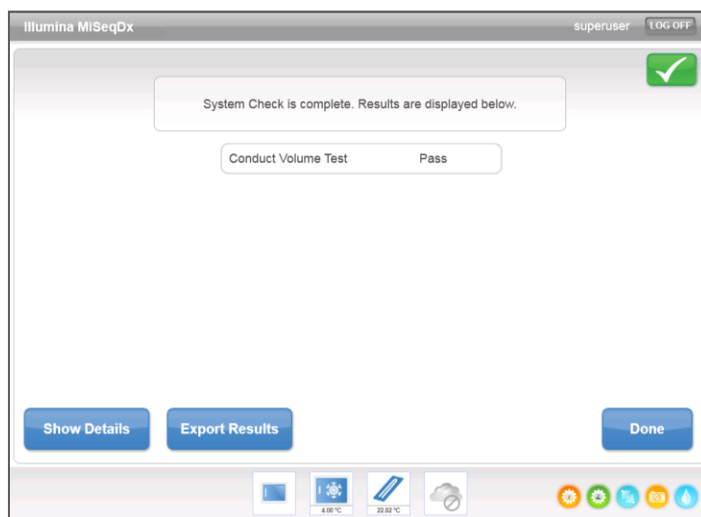 Illumina MiSeqDx
superuser LOG OFF
System Check is complete. Results are displayed below.
Conduct Volume Test Pass
Show Details Export Results Done
4.00 °C 22.82 °C